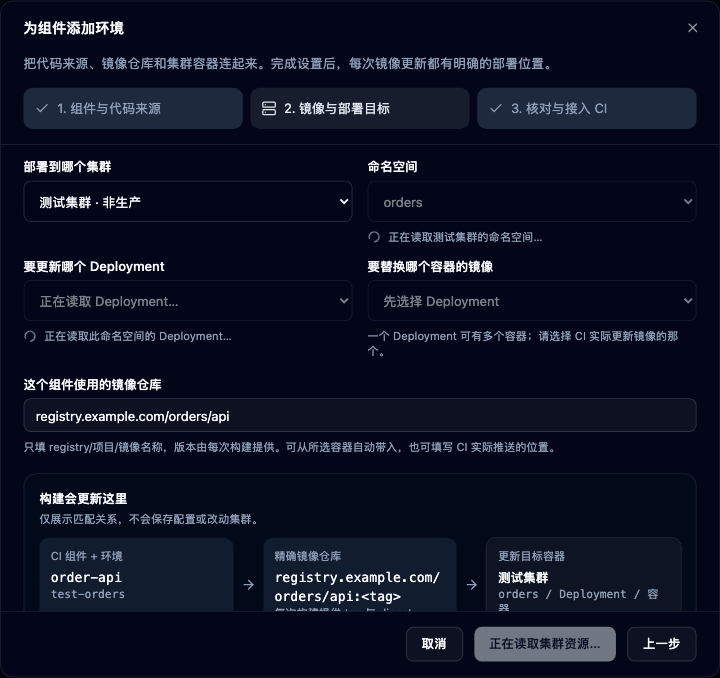 为组件添加环境
把代码来源、镜像仓库和集群容器连起来。完成设置后，每次镜像更新都有明确的部署位置。
1. 组件与代码来源
2. 镜像与部署目标
3. 核对与接入 CI
部署到哪个集群
命名空间
测试集群 · 非生产
orders
正在读取测试集群的命名空间...
要更新哪个 Deployment
要替换哪个容器的镜像
正在读取 Deployment...
先选择 Deployment
正在读取此命名空间的 Deployment...
一个 Deployment 可有多个容器；请选择 CI 实际更新镜像的那
个。
这个组件使用的镜像仓库
registry.example.com/orders/api
只填 registry/项目/镜像名称，版本由每次构建提供。可从所选容器自动带入，也可填写 CI 实际推送的位置。
构建会更新这里
仅展示匹配关系，不会保存配置或改动集群。
CI 组件 + 环境
order-api
test-orders
精确镜像仓库
registry.example.com/
orders/api:<tag>
更新目标容器
测试集群
orders / Deployment / 容
器
取消
正在读取集群资源...
上一步